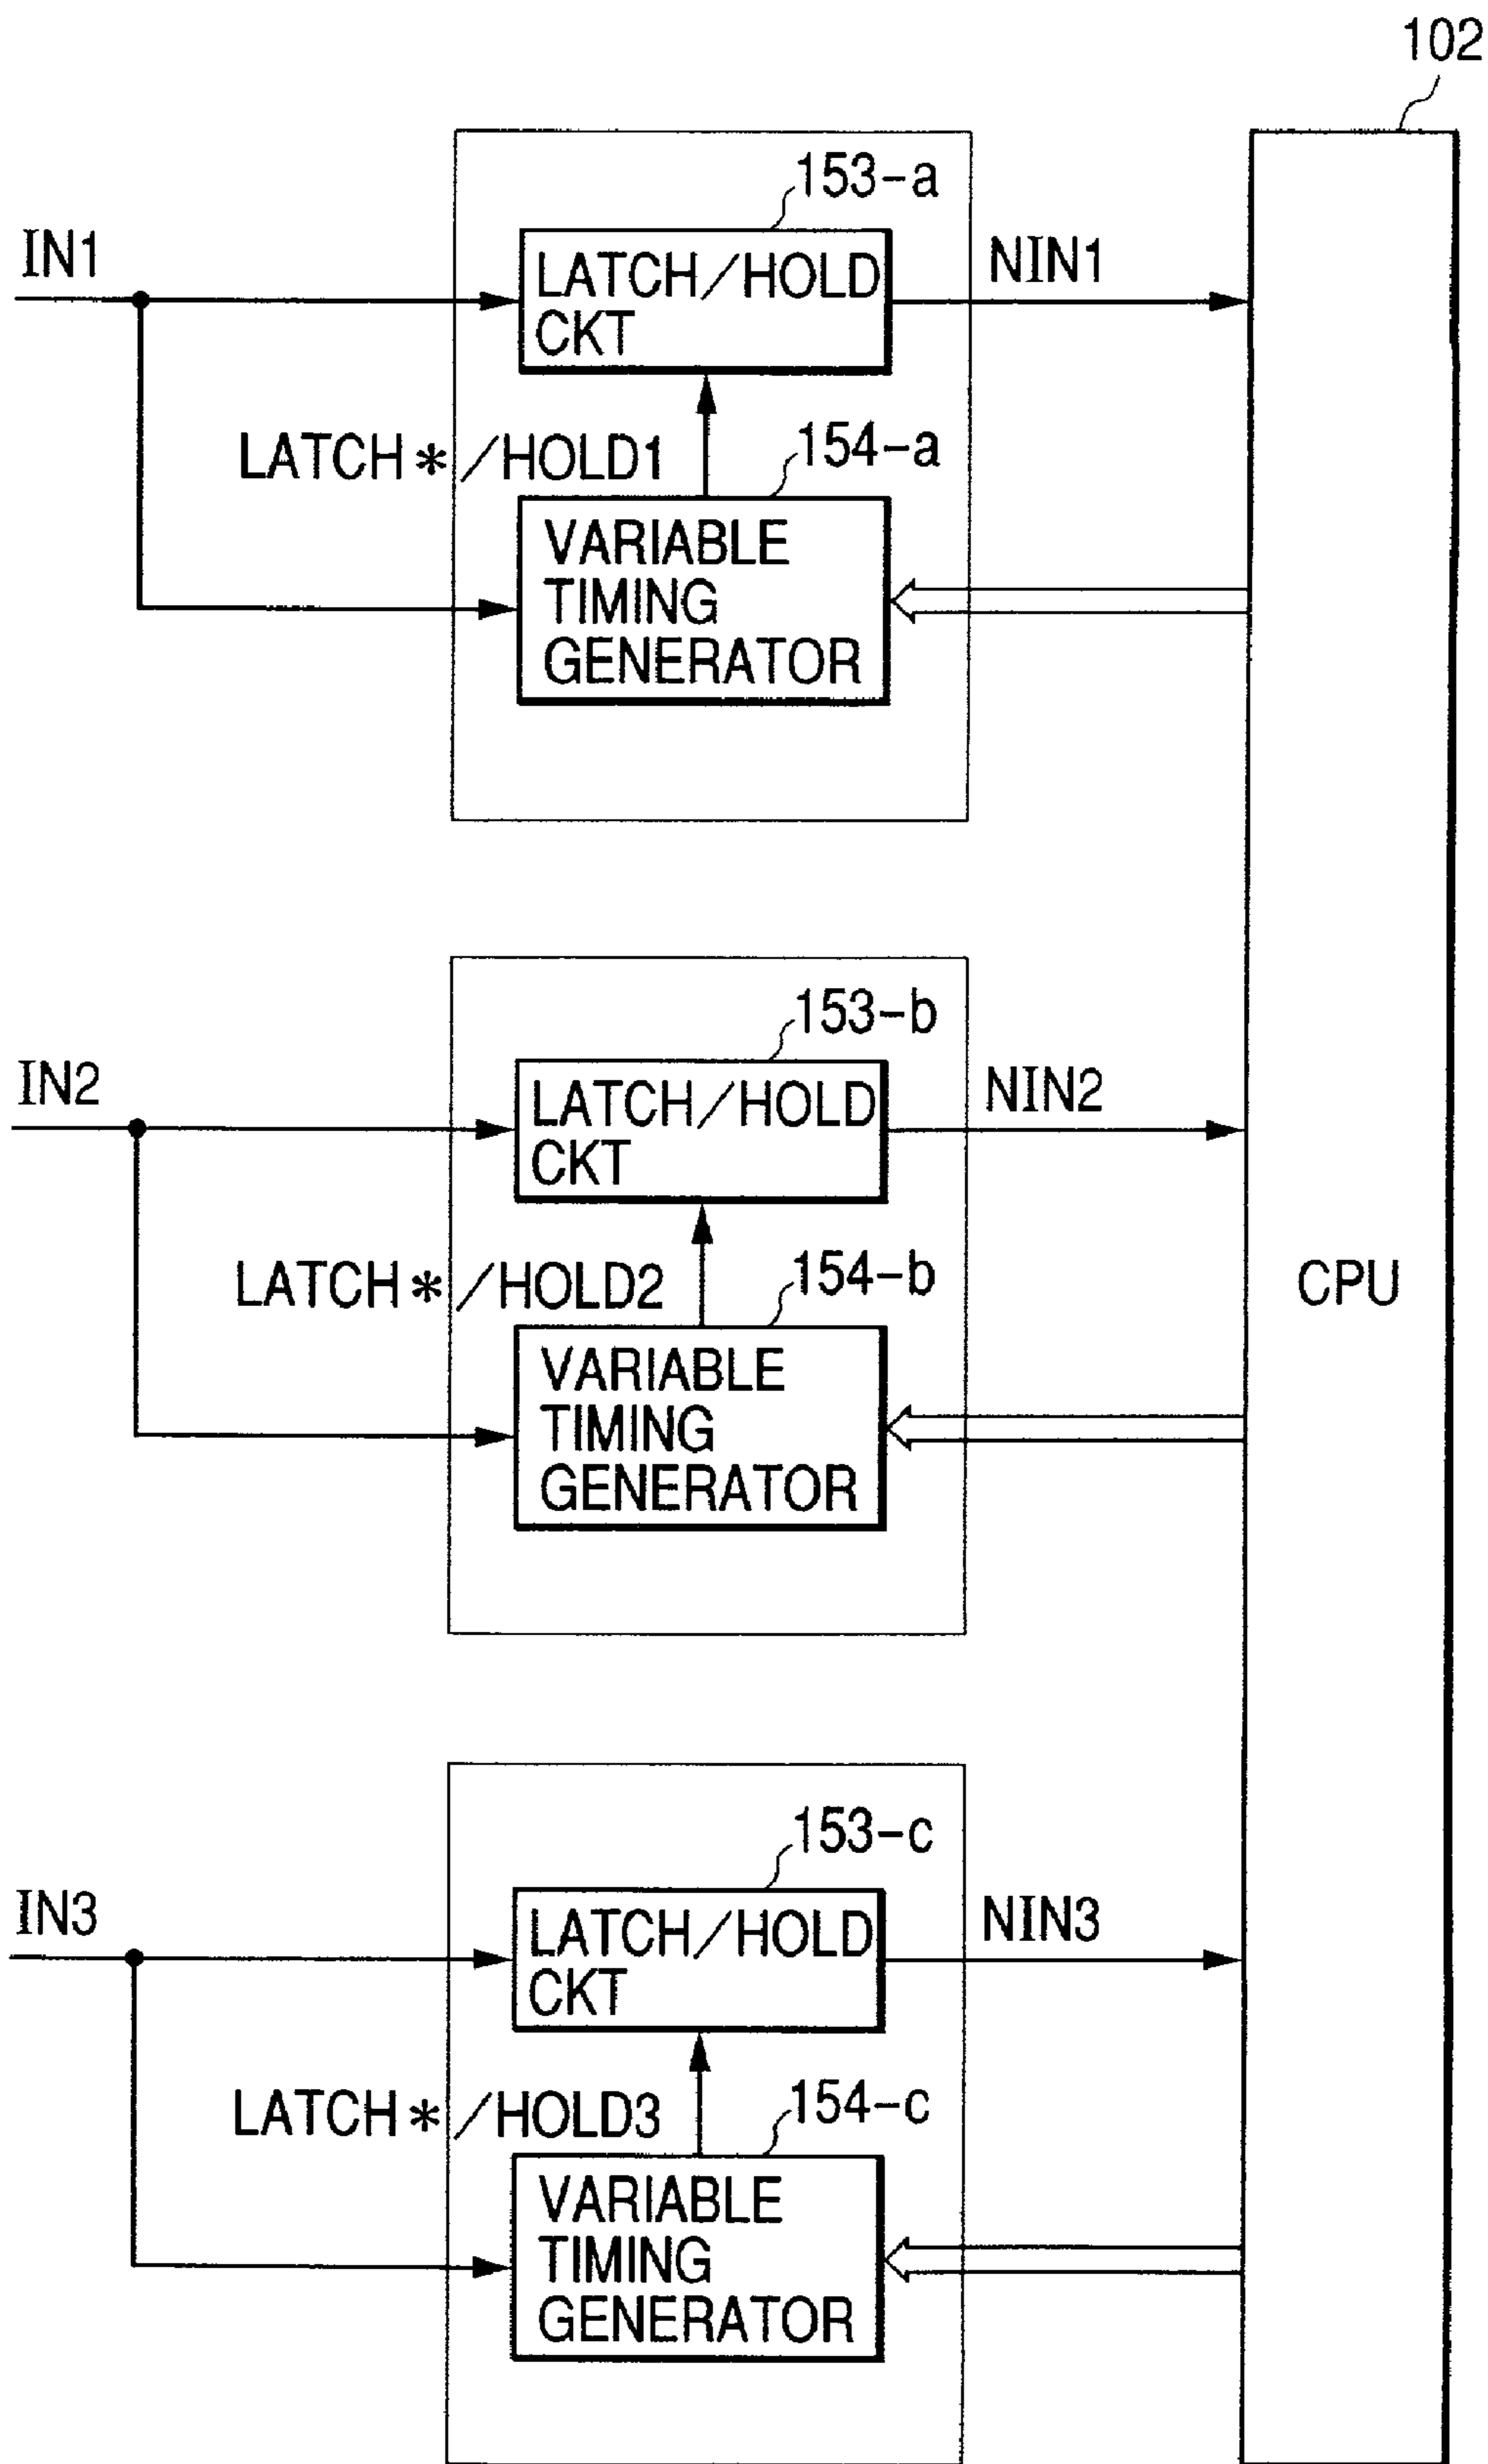 102
153-a
IN1
LATCH/HOLD
CKT
NIN1
LATCH*/HOLD1
154-a
VARIABLE
TIMING
GENERATOR
153-b
IN2
LATCH/HOLD
CKT
NIN2
LATCH*/HOLD2
154-b
CPU
VARIABLE
TIMING
GENERATOR
153-c
IN3
LATCH/HOLD
CKT
NIN3
LATCH*/HOLD3
154-c
VARIABLE
TIMING
GENERATOR